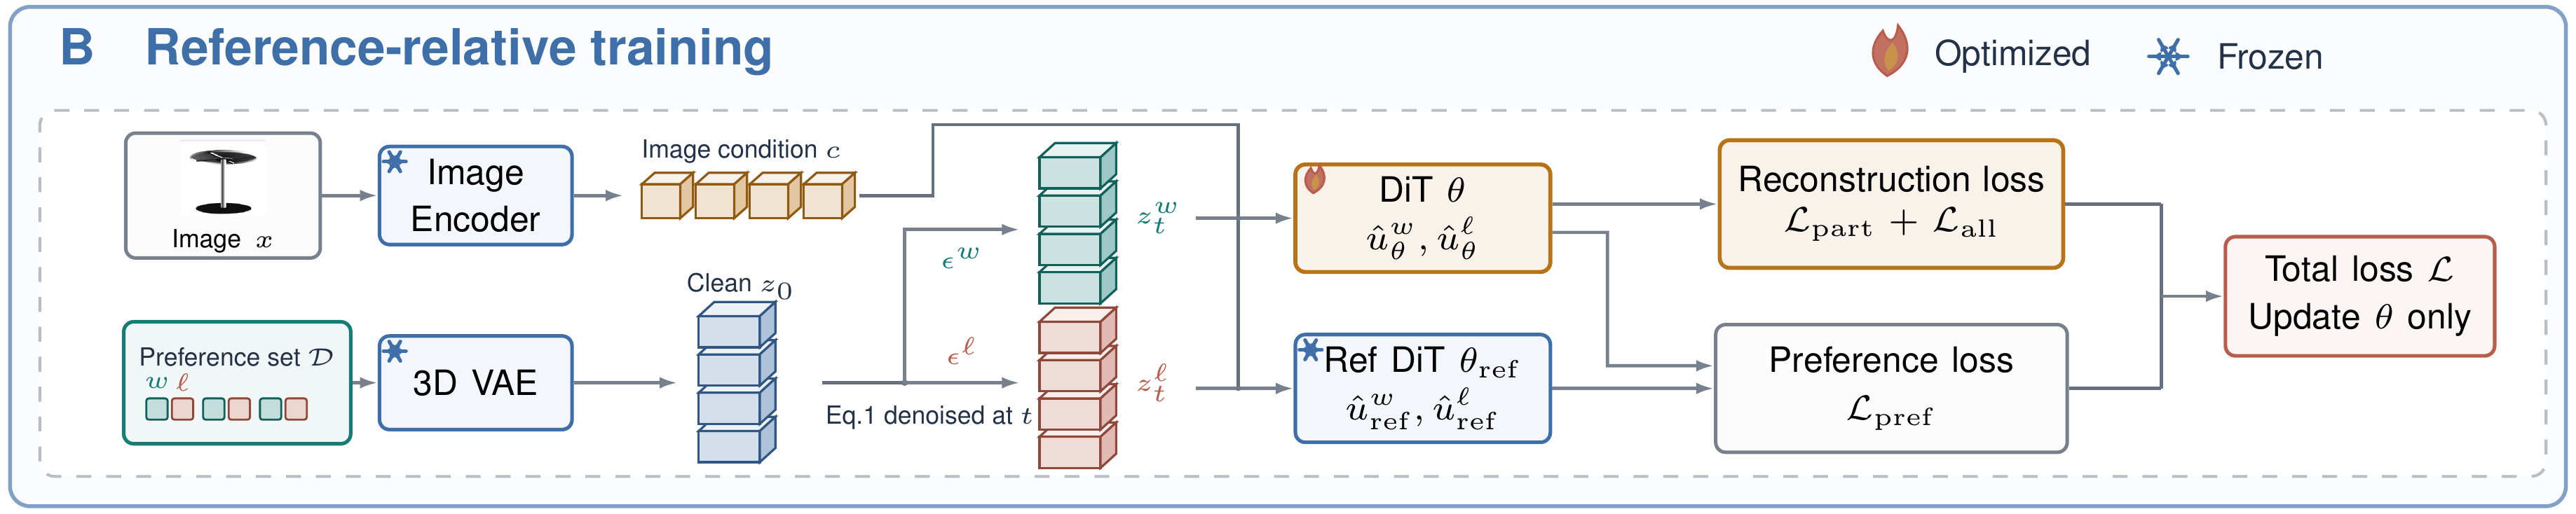 B Reference-relative training
Optimized
Frozen
Image x
Image
Encoder
Image condition c
Preference set 𝒟
w ℓ
3D VAE
Clean z_0
ϵ^w
ϵ^ℓ
Eq.1 denoised at t
z_t^w
z_t^ℓ
DiT θ
û_θ^w, û_θ^ℓ
Ref DiT θ_ref
û_ref^w, û_ref^ℓ
Reconstruction loss
ℒ_part + ℒ_all
Preference loss
ℒ_pref
Total loss ℒ
Update θ only